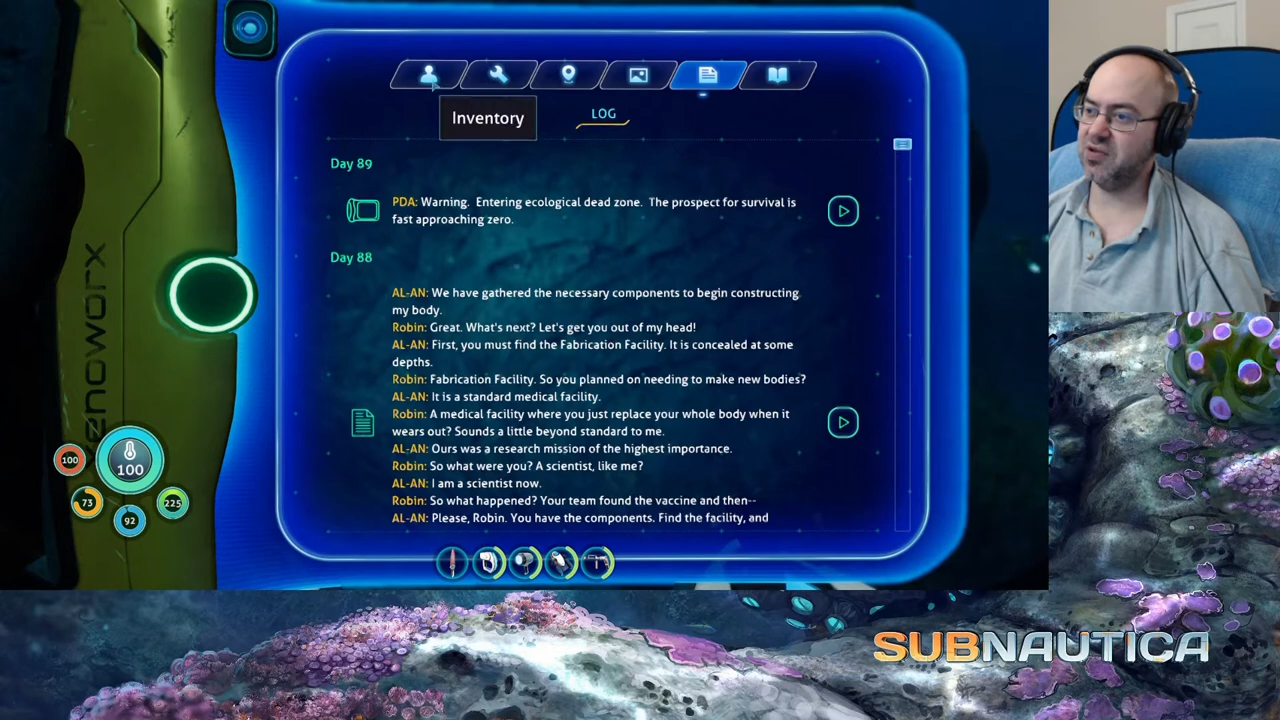 Inventory
LOG
Day 89
PDA: Warning. Entering ecological dead zone. The prospect for survival is
fast approaching zero.
Day 88
AL-AN: We have gathered the necessary components to begin constructing
my body.
Robin: Great. What's next? Let's get you out of my head!
AL-AN: First, you must find the Fabrication Facility. It is concealed at some
depths.
Robin: Fabrication Facility. So you planned on needing to make new bodies?
AL-AN: It is a standard medical facility.
Robin: A medical facility where you just replace your whole body when it
wears out? Sounds a little beyond standard to me.
AL-AN: Ours was a research mission of the highest importance.
Robin: So what were you? A scientist, like me?
AL-AN: I am a scientist now.
Robin: So what happened? Your team found the vaccine and then--
AL-AN: Please, Robin. You have the components. Find the facility, and
enoworx
100
100
73
225
92
SUBNAUTICA